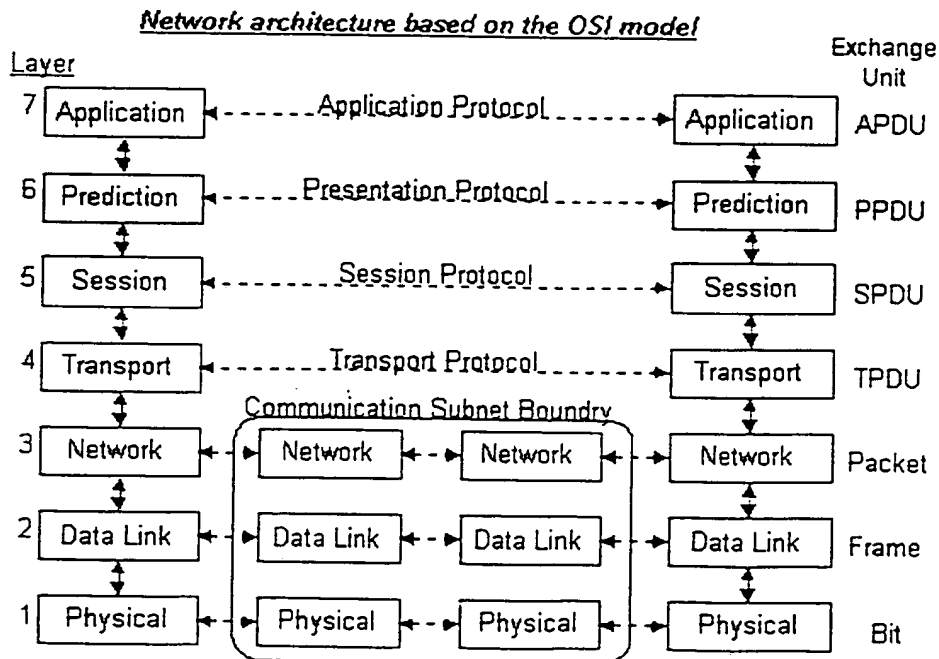 Network architecture based on the OSI model
Exchange
Unit
Layer
7 Application Application Protocol Application APDU
6 Prediction Presentation Protocol Prediction PPDU
5 Session Session Protocol Session SPDU
4 Transport Transport Protocol Transport TPDU
Communication Subnet Boundry
3 Network Network Network Network Packet
2 Data Link Data Link Data Link Data Link Frame
1 Physical Physical Physical Physical Bit